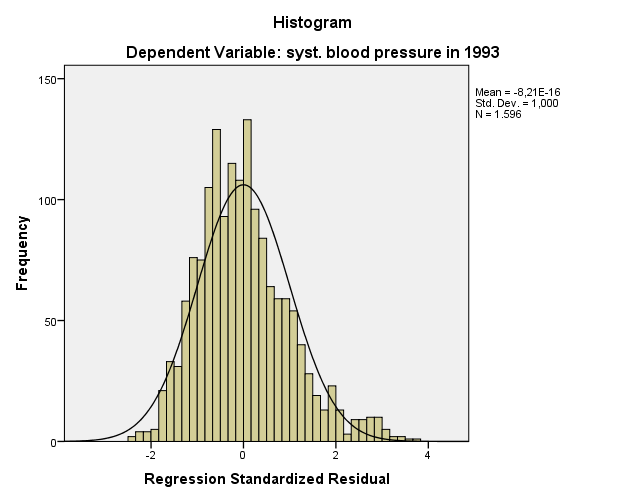 Histogram
Dependent Variable: syst. blood pressure in 1993
Mean = -8,21E-16
Std. Dev. = 1,000
N = 1.596
150
100
50
0
Frequency
-2 0 2 4
Regression Standardized Residual